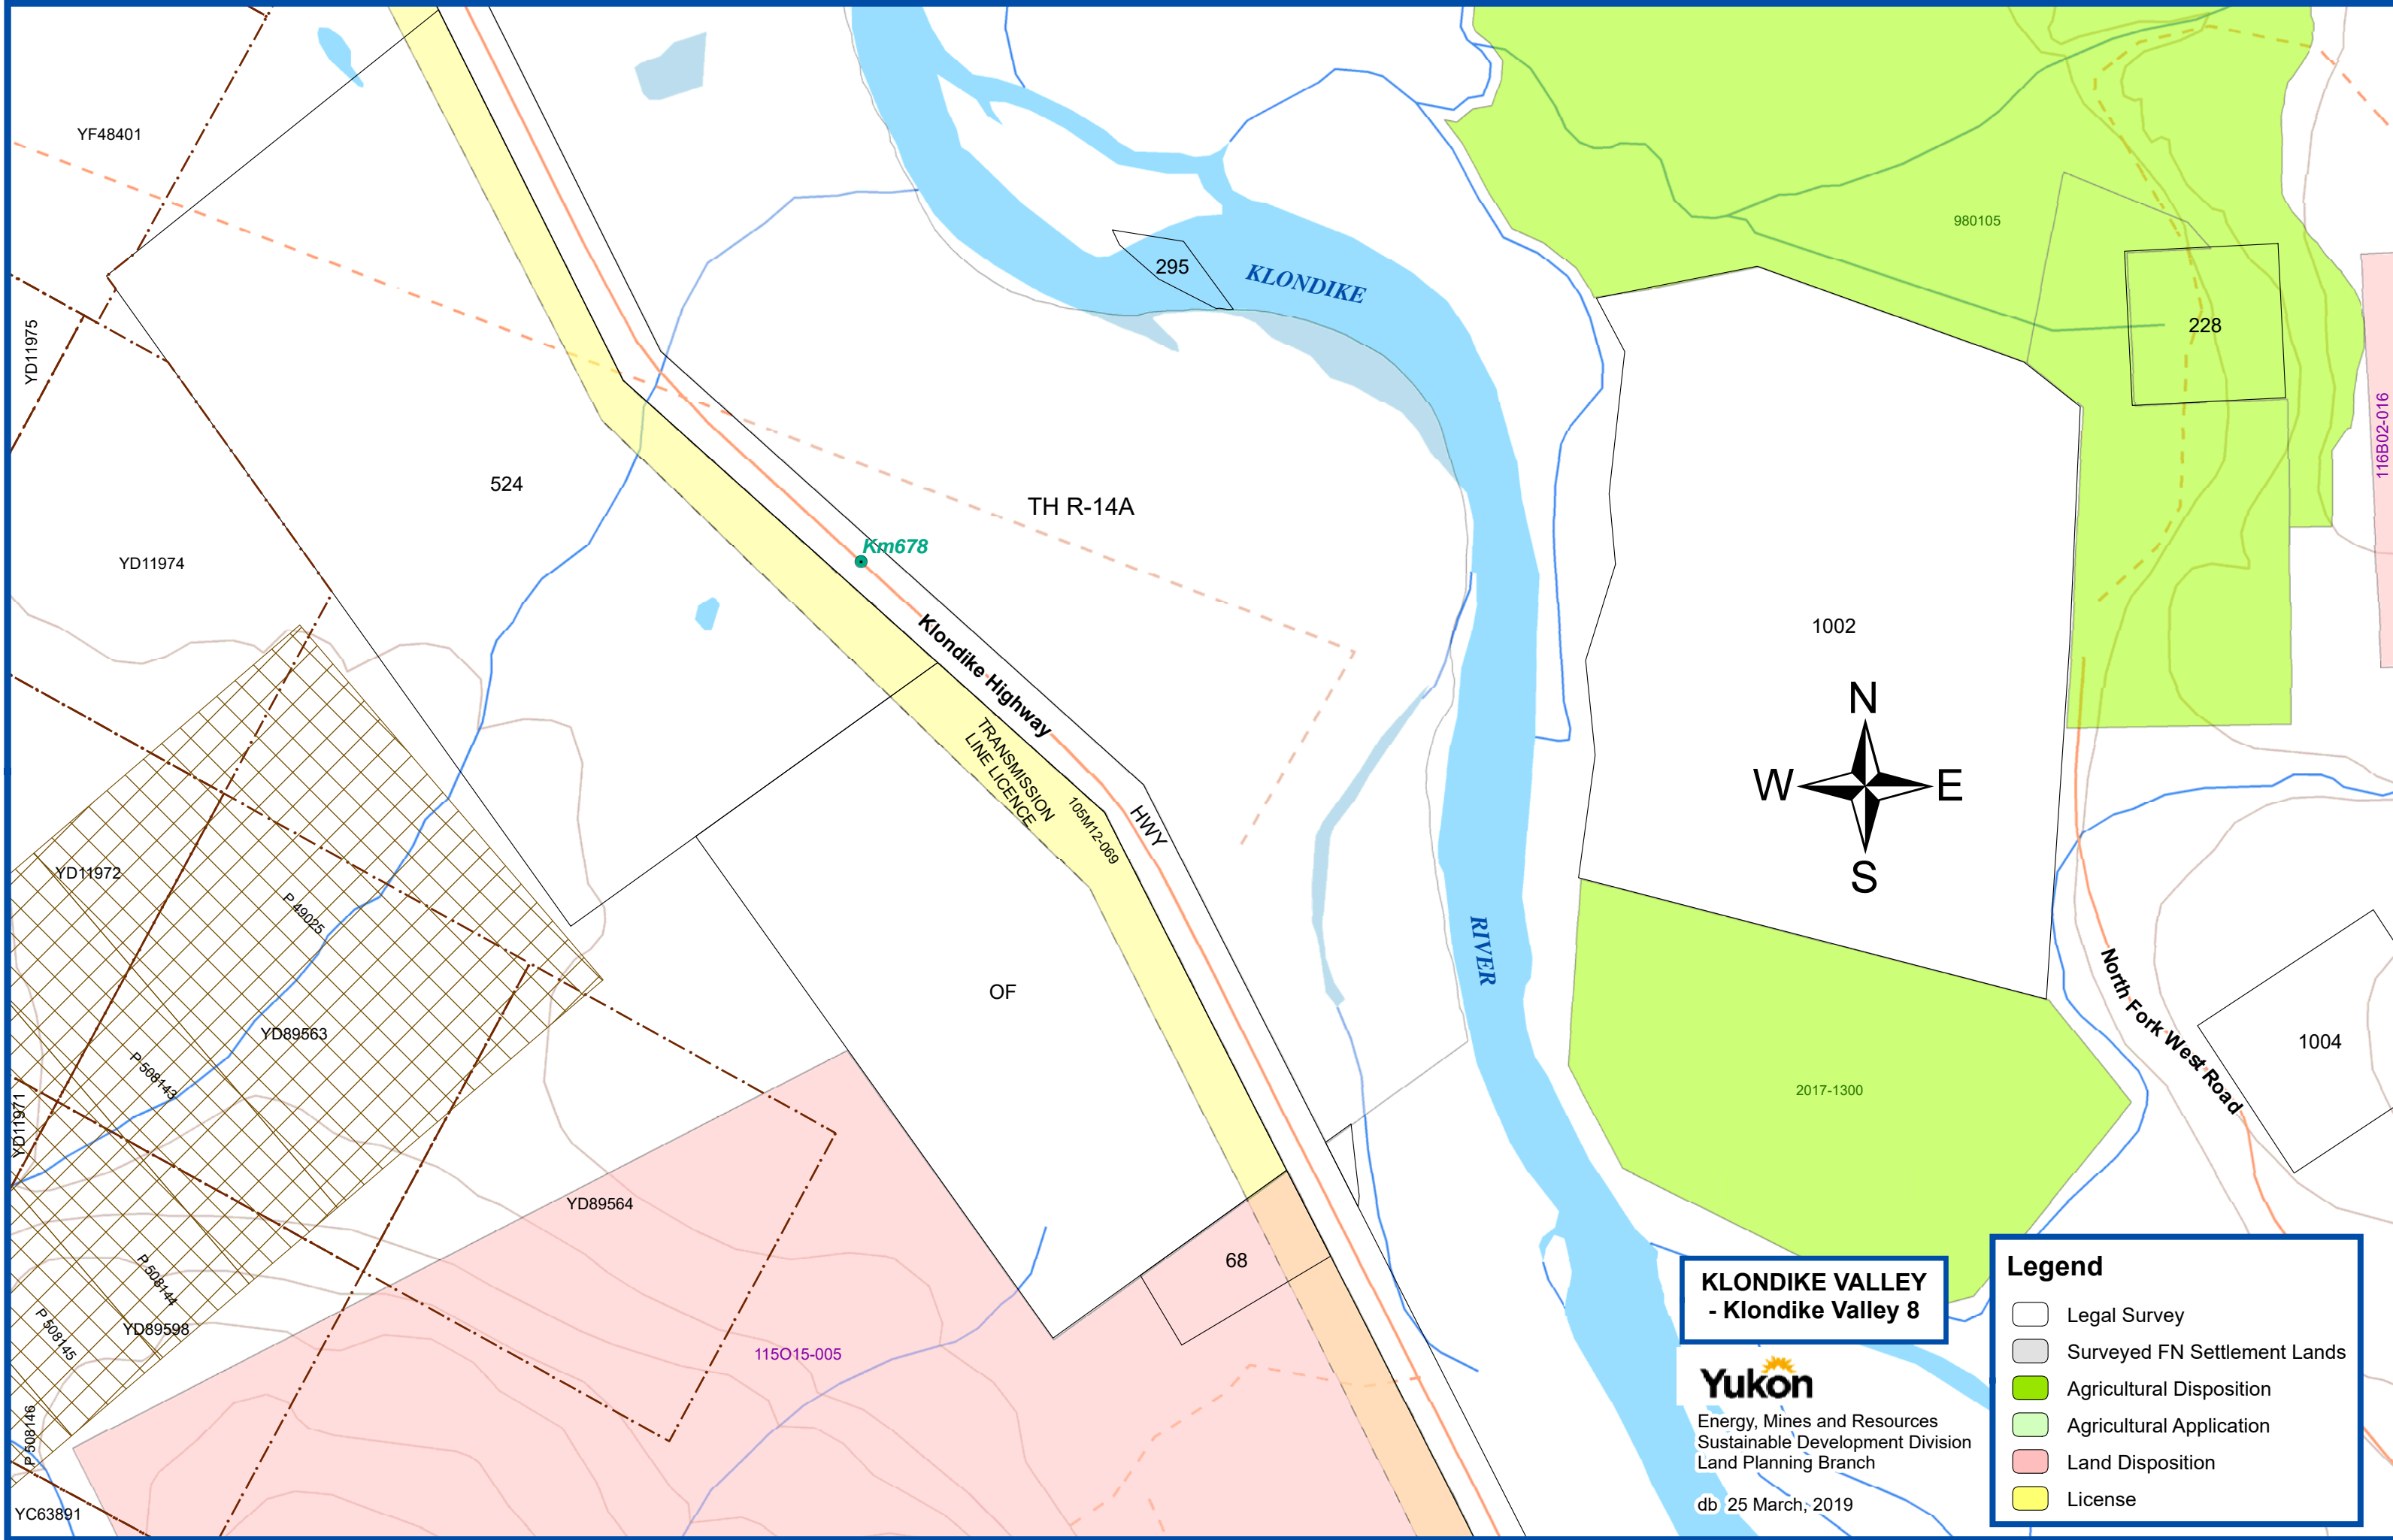 YF48401
980105
295
KLONDIKE
228
YD11975
116B02-016
524
TH R-14A
Km678
YD11974
Klondike Highway
1002
N
W E
S
TRANSMISSION
LINE LICENCE
105M12-069
HWY
YD11972
P 49025
RIVER
OF
North Fork West Road
YD89563
1004
P 508143
2017-1300
YD11971
YD89564
68
P 508144
P 508145
YD89598
115O15-005
P 508146
YC63891
KLONDIKE VALLEY
- Klondike Valley 8
Yukon
Energy, Mines and Resources
Sustainable Development Division
Land Planning Branch
db 25 March, 2019
Legend
Legal Survey
Surveyed FN Settlement Lands
Agricultural Disposition
Agricultural Application
Land Disposition
License